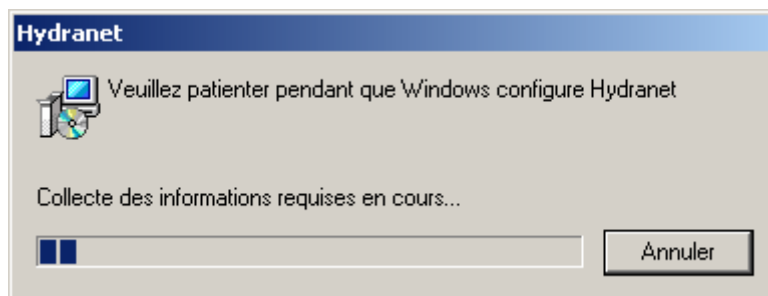 Hydranet
Veuillez patienter pendant que Windows configure Hydranet
Collecte des informations requises en cours...
Annuler